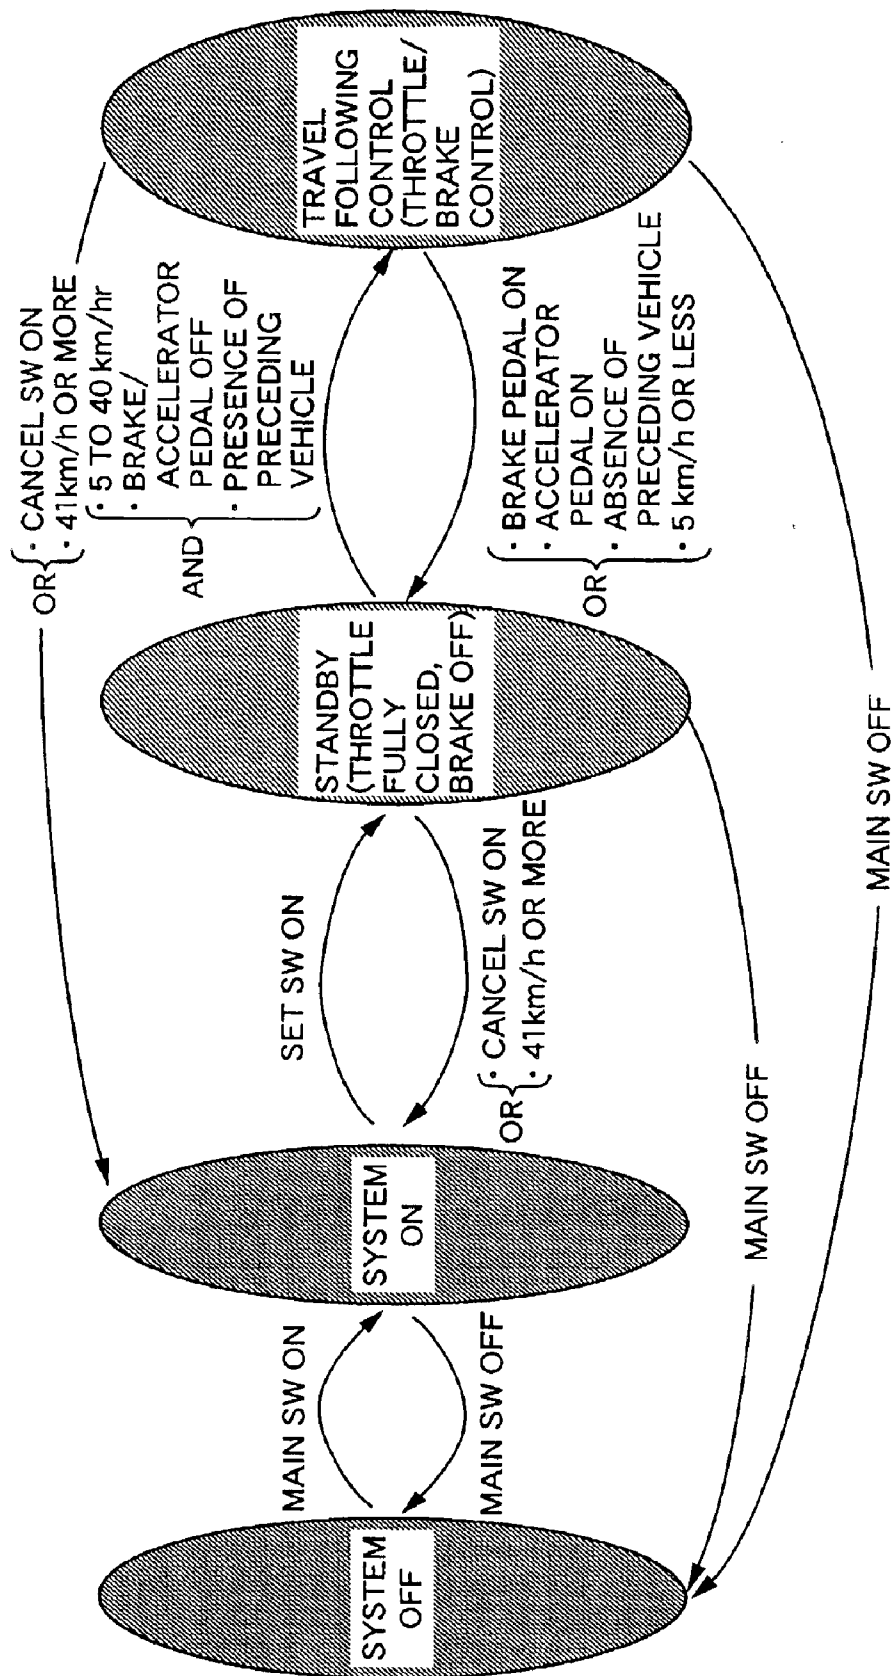 OR
· CANCEL SW ON
· 41km/h OR MORE
AND
· 5 TO 40 km/hr
· BRAKE/
ACCELERATOR
PEDAL OFF
· PRESENCE OF
PRECEDING
VEHICLE
SET SW ON
MAIN SW ON
SYSTEM
OFF
SYSTEM
ON
STANDBY
(THROTTLE
FULLY
CLOSED,
BRAKE OFF)
TRAVEL
FOLLOWING
CONTROL
(THROTTLE/
BRAKE
CONTROL)
MAIN SW OFF
OR
· CANCEL SW ON
· 41km/h OR MORE
OR
· BRAKE PEDAL ON
· ACCELERATOR
PEDAL ON
· ABSENCE OF
PRECEDING VEHICLE
· 5 km/h OR LESS
MAIN SW OFF
MAIN SW OFF